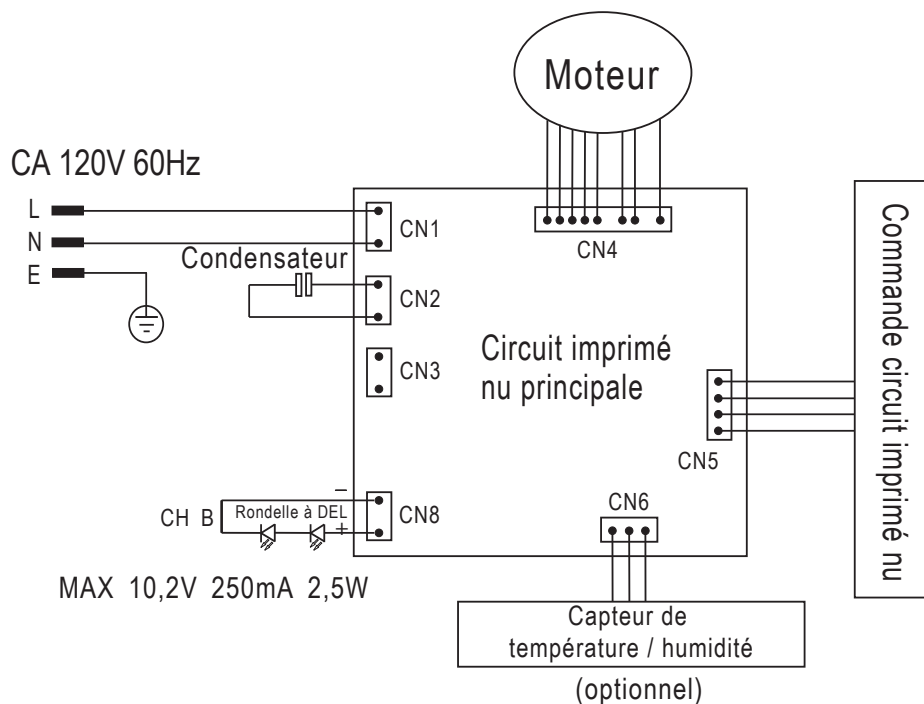 Moteur
CA 120V 60Hz
L
N
E
CN1
CN4
Condensateur
CN2
CN3
Circuit imprimé
nu principale
Commande circuit imprimé nu
CN5
CN6
CN8
−
CH B
Rondelle à DEL
+
MAX 10,2V 250mA 2,5W
Capteur de
température / humidité
(optionnel)